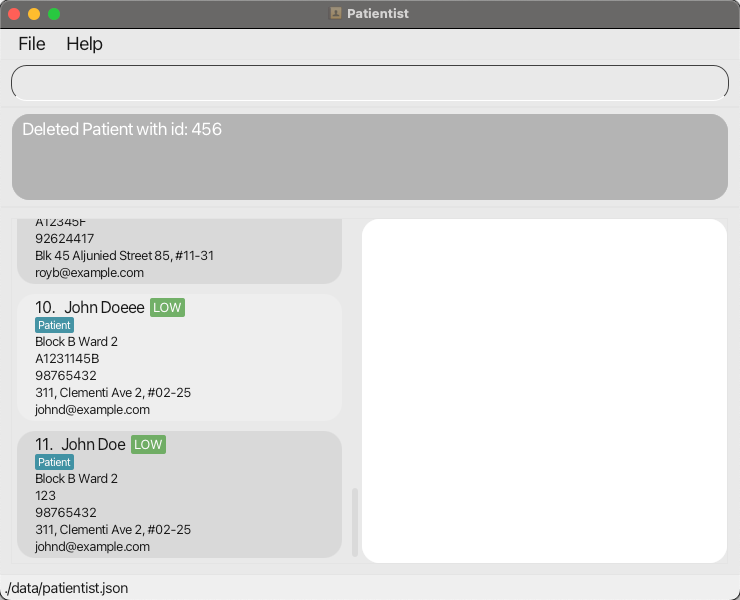 Patientist
File Help
Deleted Patient with id: 456
A12345F
92624417
Blk 45 Aljunied Street 85, #11-31
royb@example.com
10. John Doeee LOW
Patient
Block B Ward 2
A1231145B
98765432
311, Clementi Ave 2, #02-25
johnd@example.com
11. John Doe LOW
Patient
Block B Ward 2
123
98765432
311, Clementi Ave 2, #02-25
johnd@example.com
./data/patientist.json